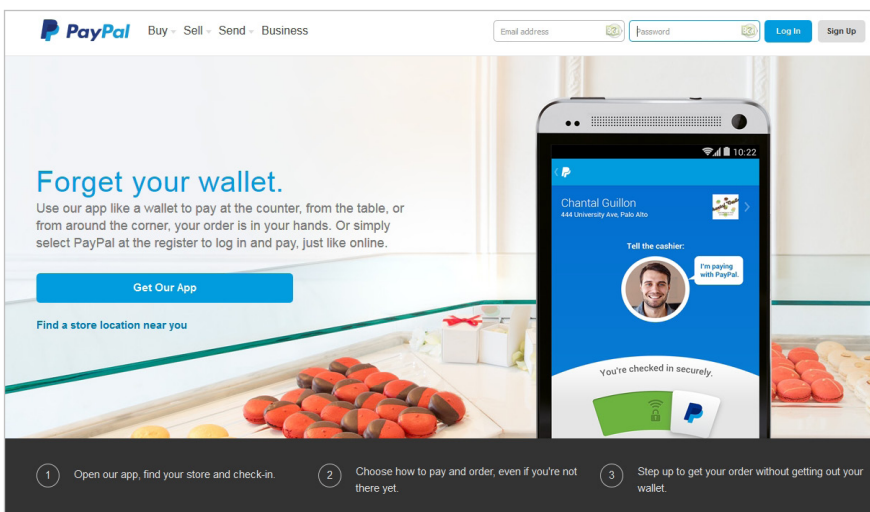 PayPal Buy Sell Send Business Email address Password Log In Sign Up
10:22
Forget your wallet.
Use our app like a wallet to pay at the counter, from the table, or
from around the corner, your order is in your hands. Or simply
select PayPal at the register to log in and pay, just like online.
Get Our App
Find a store location near you
Chantal Guillon
444 University Ave, Palo Alto
Tell the cashier:
I'm paying
with PayPal.
You're checked in securely.
1 Open our app, find your store and check-in.
2 Choose how to pay and order, even if you're not
there yet.
3 Step up to get your order without getting out your
wallet.